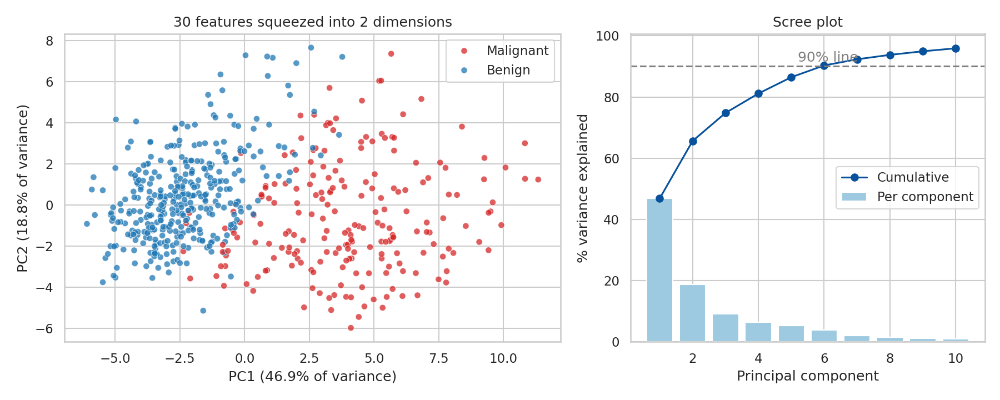 30 features squeezed into 2 dimensions
Malignant
Benign
8
6
4
2
0
−2
−4
−6
PC2 (18.8% of variance)
−5.0 −2.5 0.0 2.5 5.0 7.5 10.0
PC1 (46.9% of variance)
Scree plot
100
80
60
40
20
0
% variance explained
90% line
Cumulative
Per component
2 4 6 8 10
Principal component